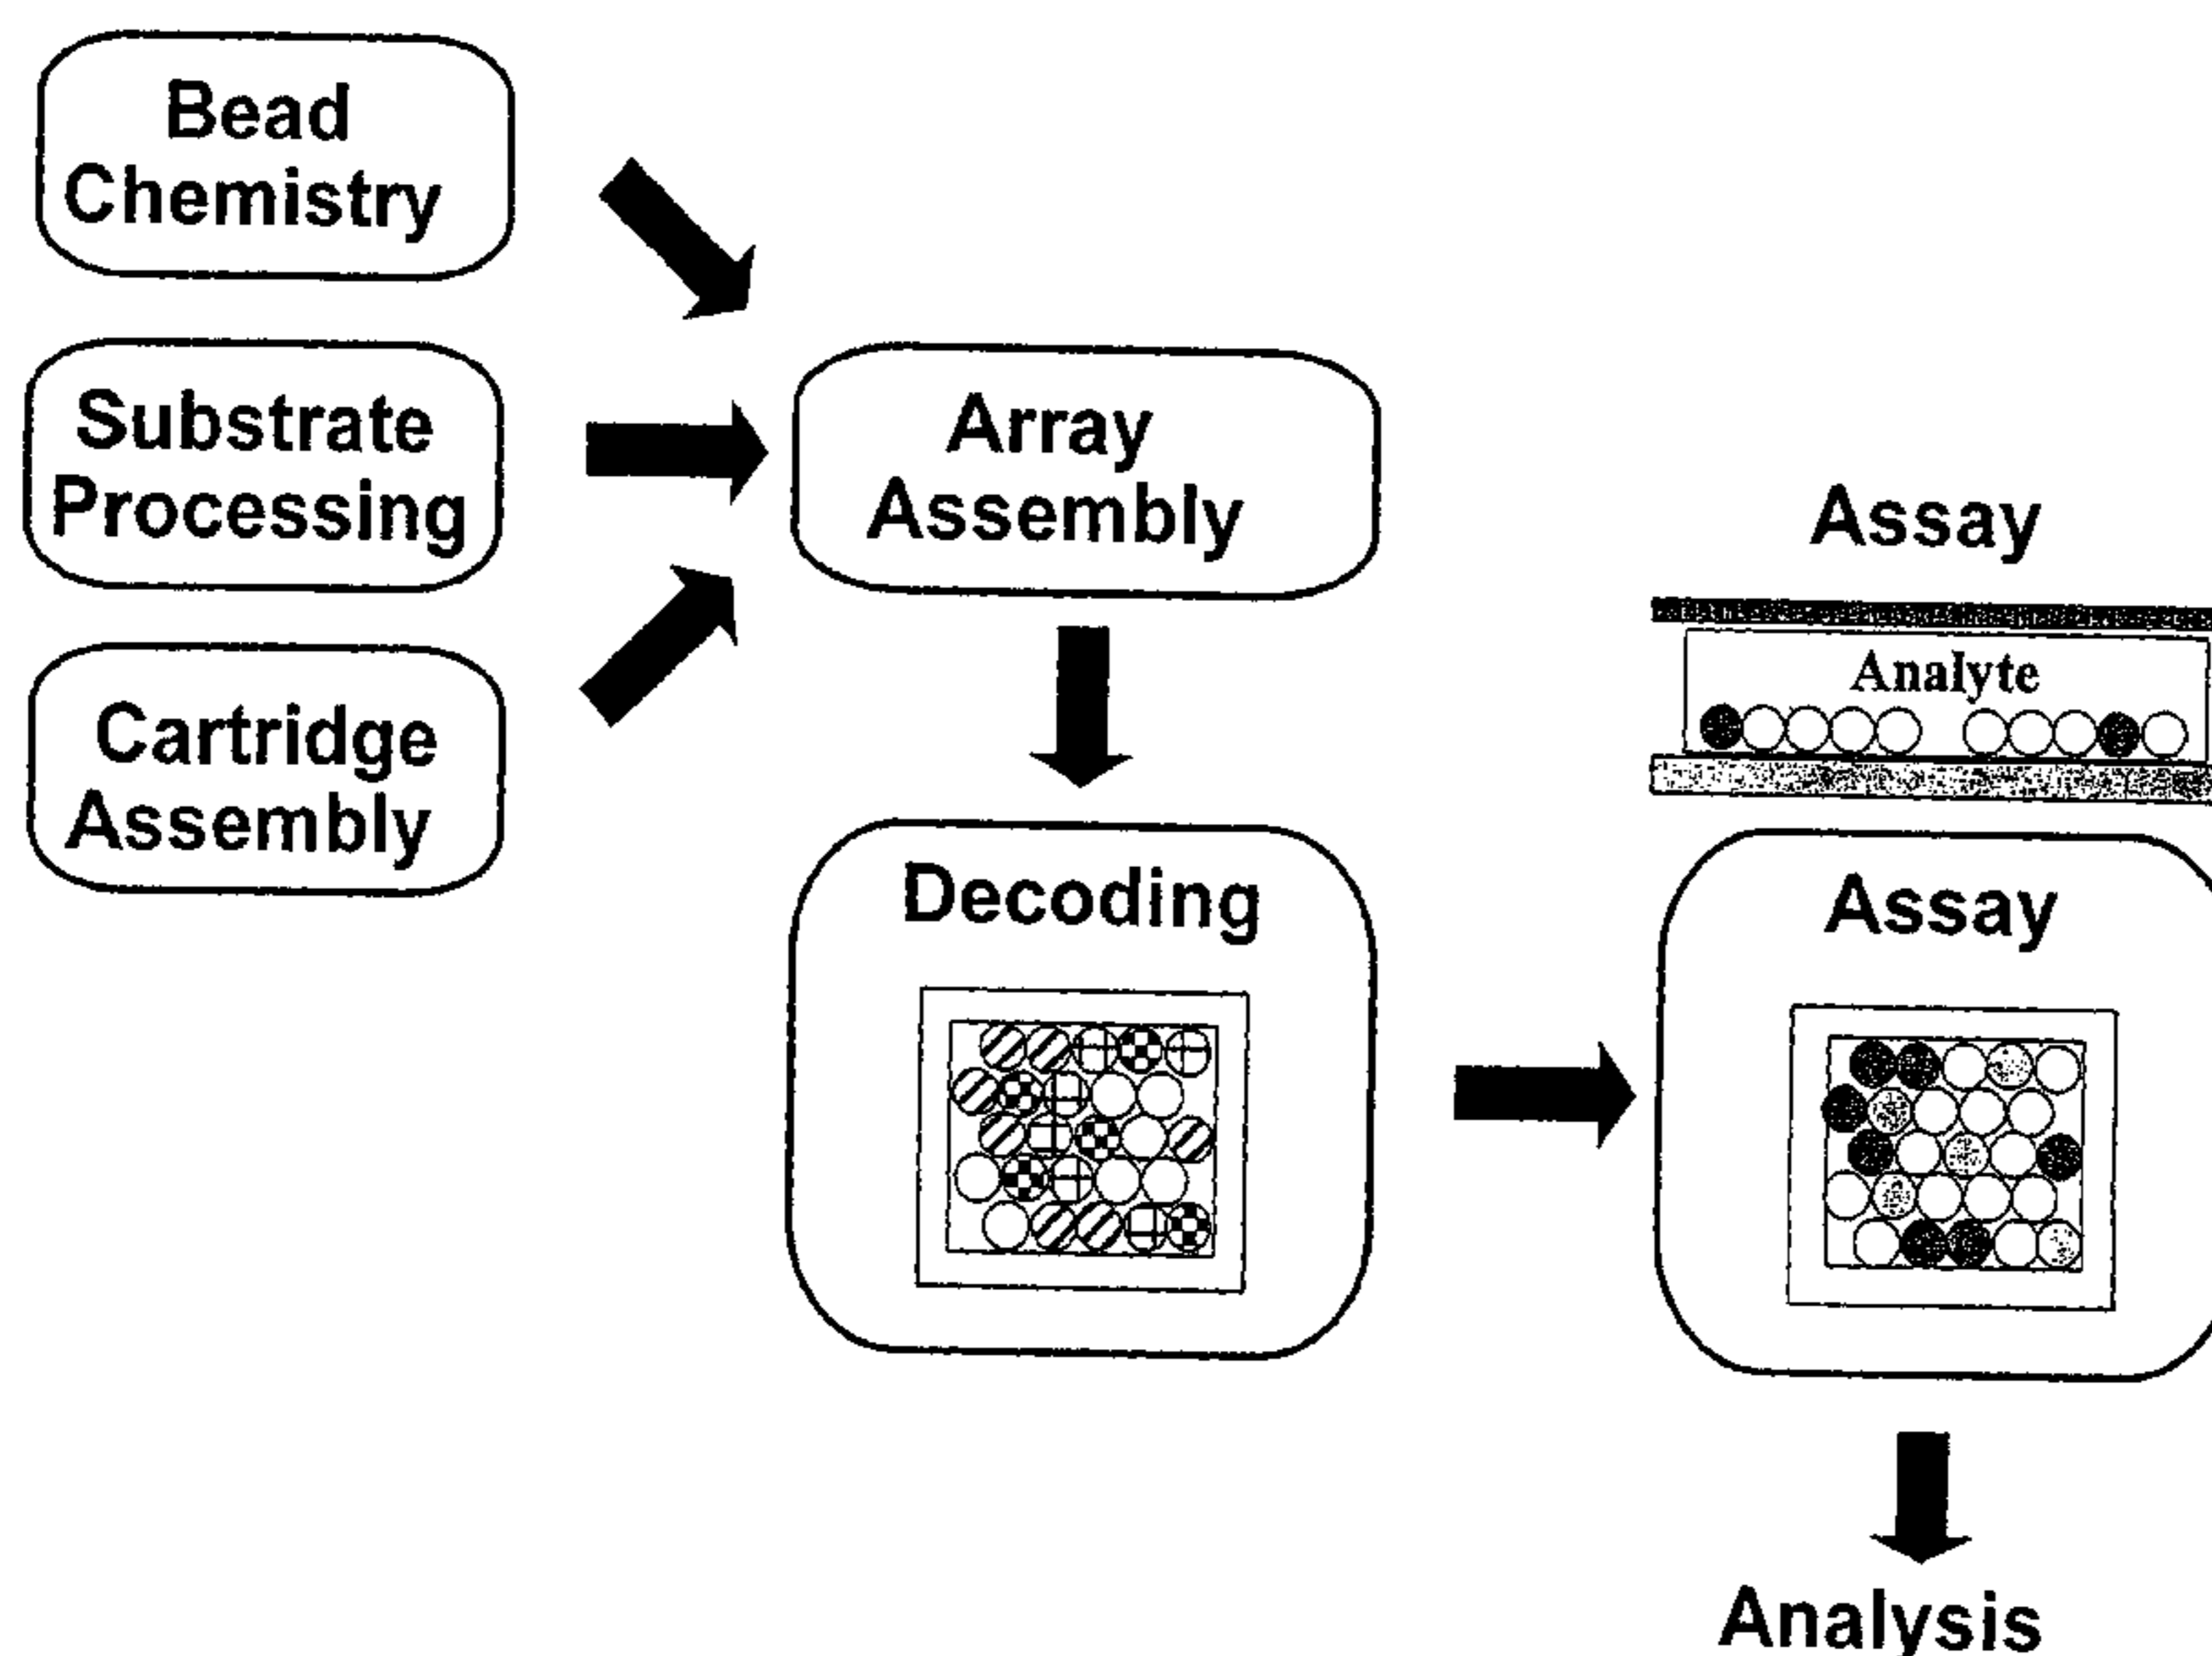 Bead
Chemistry
Substrate
Processing
Cartridge
Assembly
Array
Assembly
Decoding
Assay
Analyte
Assay
Analysis